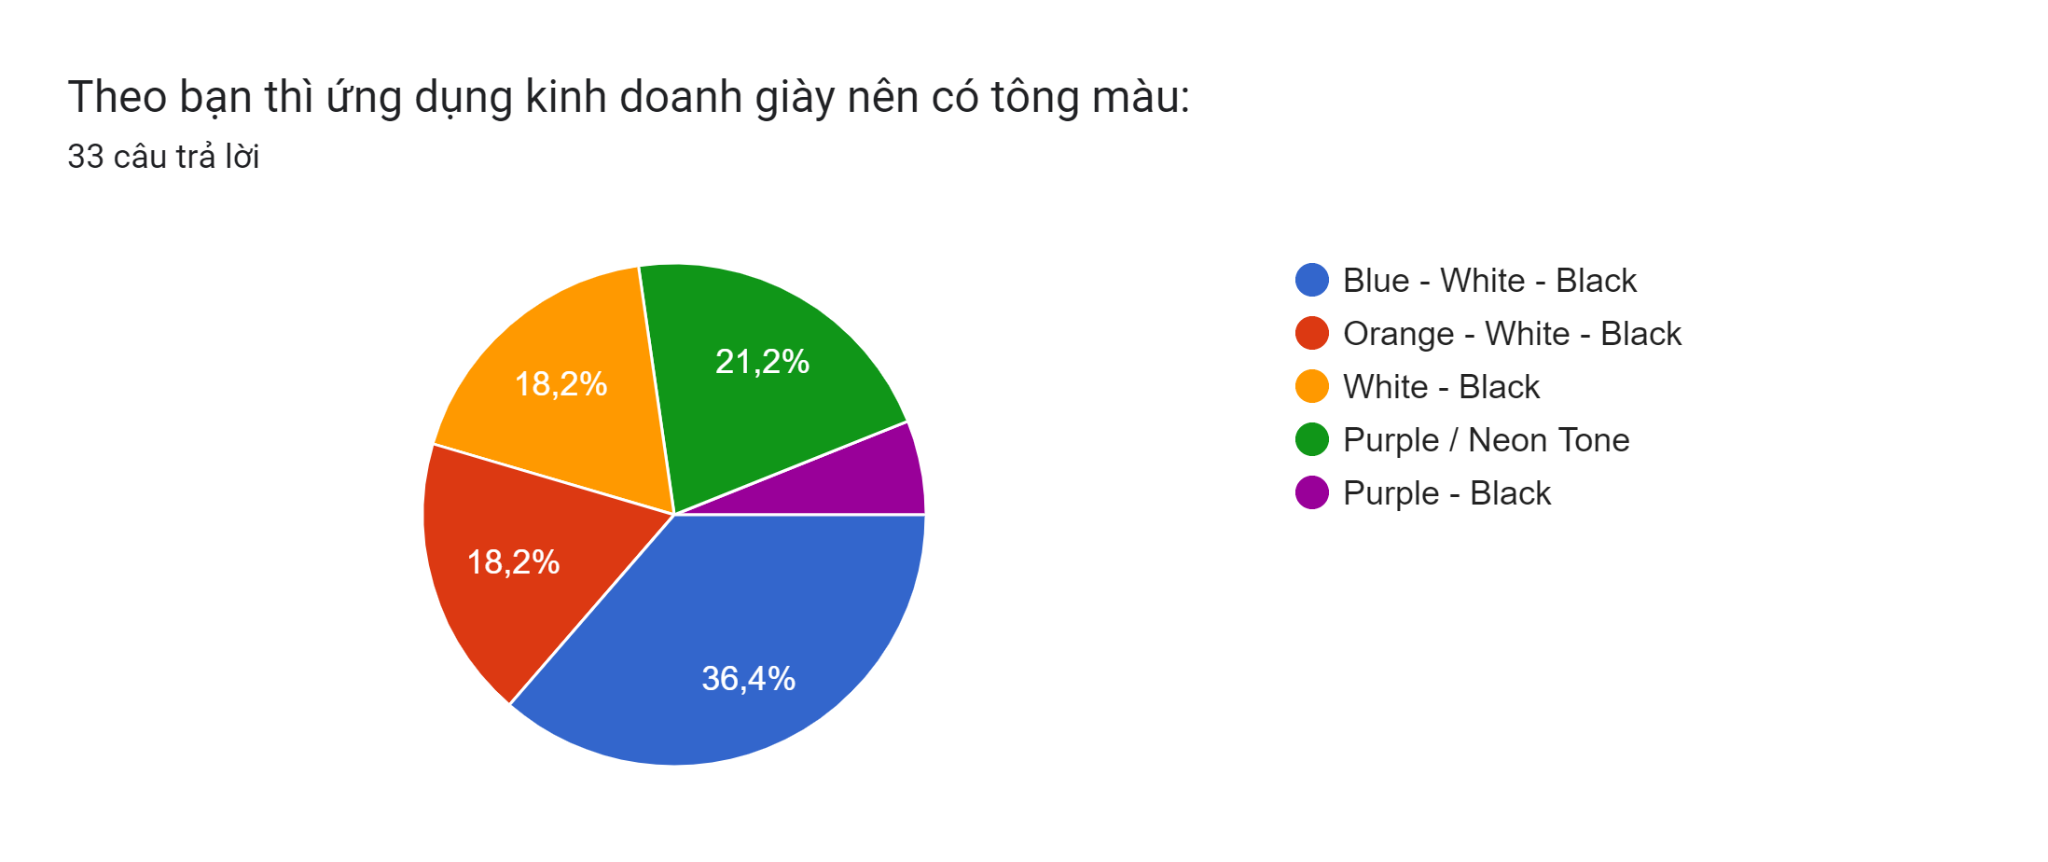 Theo bạn thì ứng dụng kinh doanh giày nên có tông màu:
33 câu trả lời
21,2%
18,2%
18,2%
36,4%
Blue - White - Black
Orange - White - Black
White - Black
Purple / Neon Tone
Purple - Black